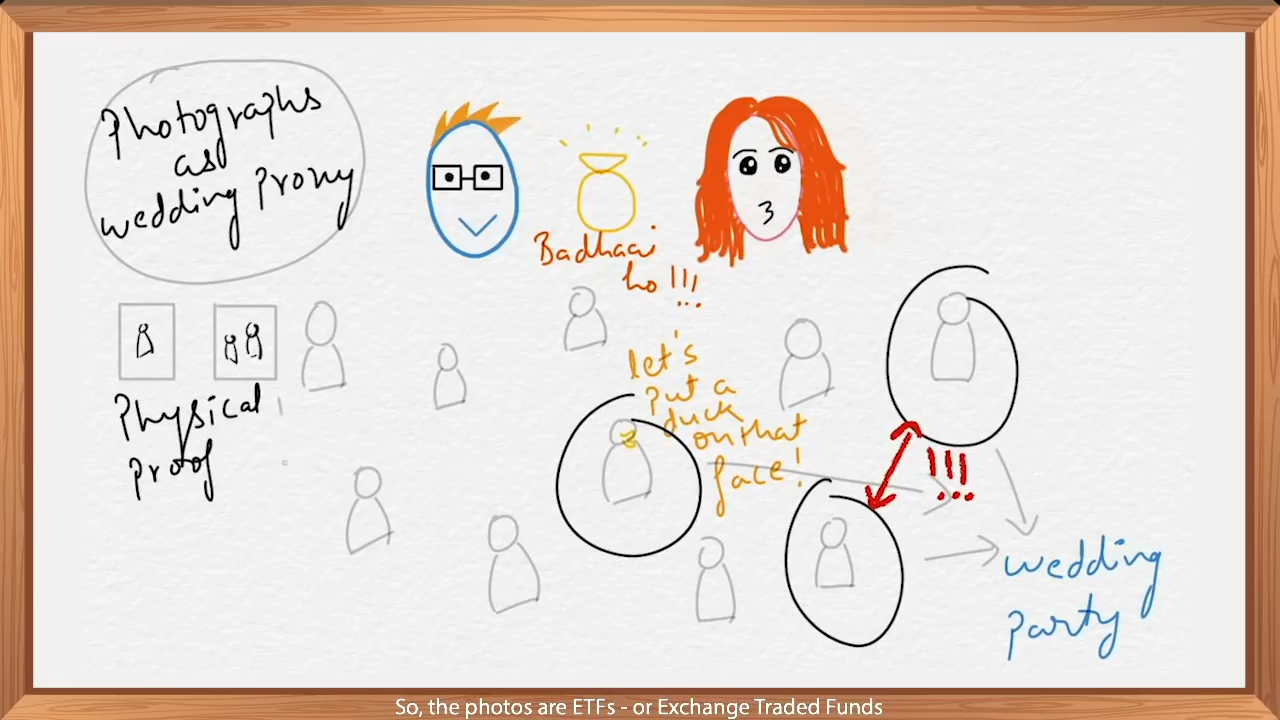 Photographs
as
wedding Proxy
Badhaai
ho !!!
let's
Put a
duck
on that
face!
Physical
Proof
!!!
wedding
Party
So, the photos are ETFs - or Exchange Traded Funds